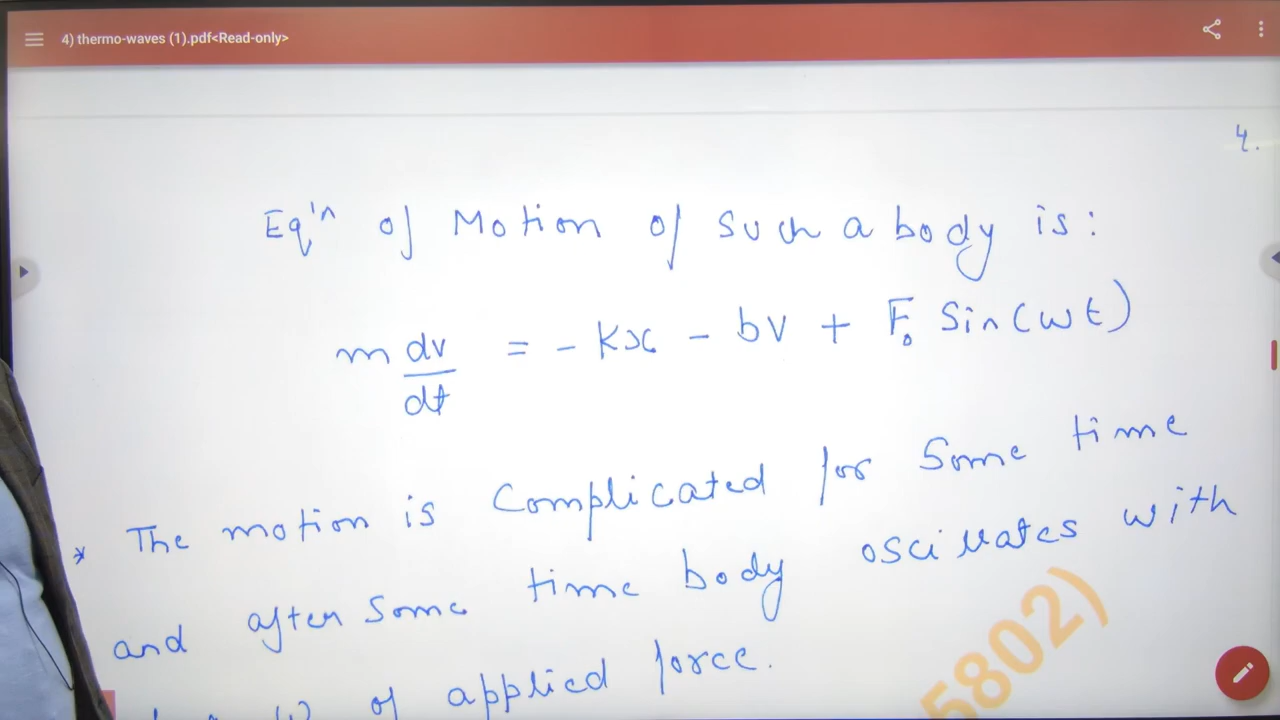 4) thermo-waves (1).pdf<Read-only>
4.
Eq'n of Motion of Such a body is:
m dv/dt = - Kx - bv + F₀ Sin(ωt)
* The motion is Complicated for Some time
and after Some time body oscillates with
ω of applied force.
5802)